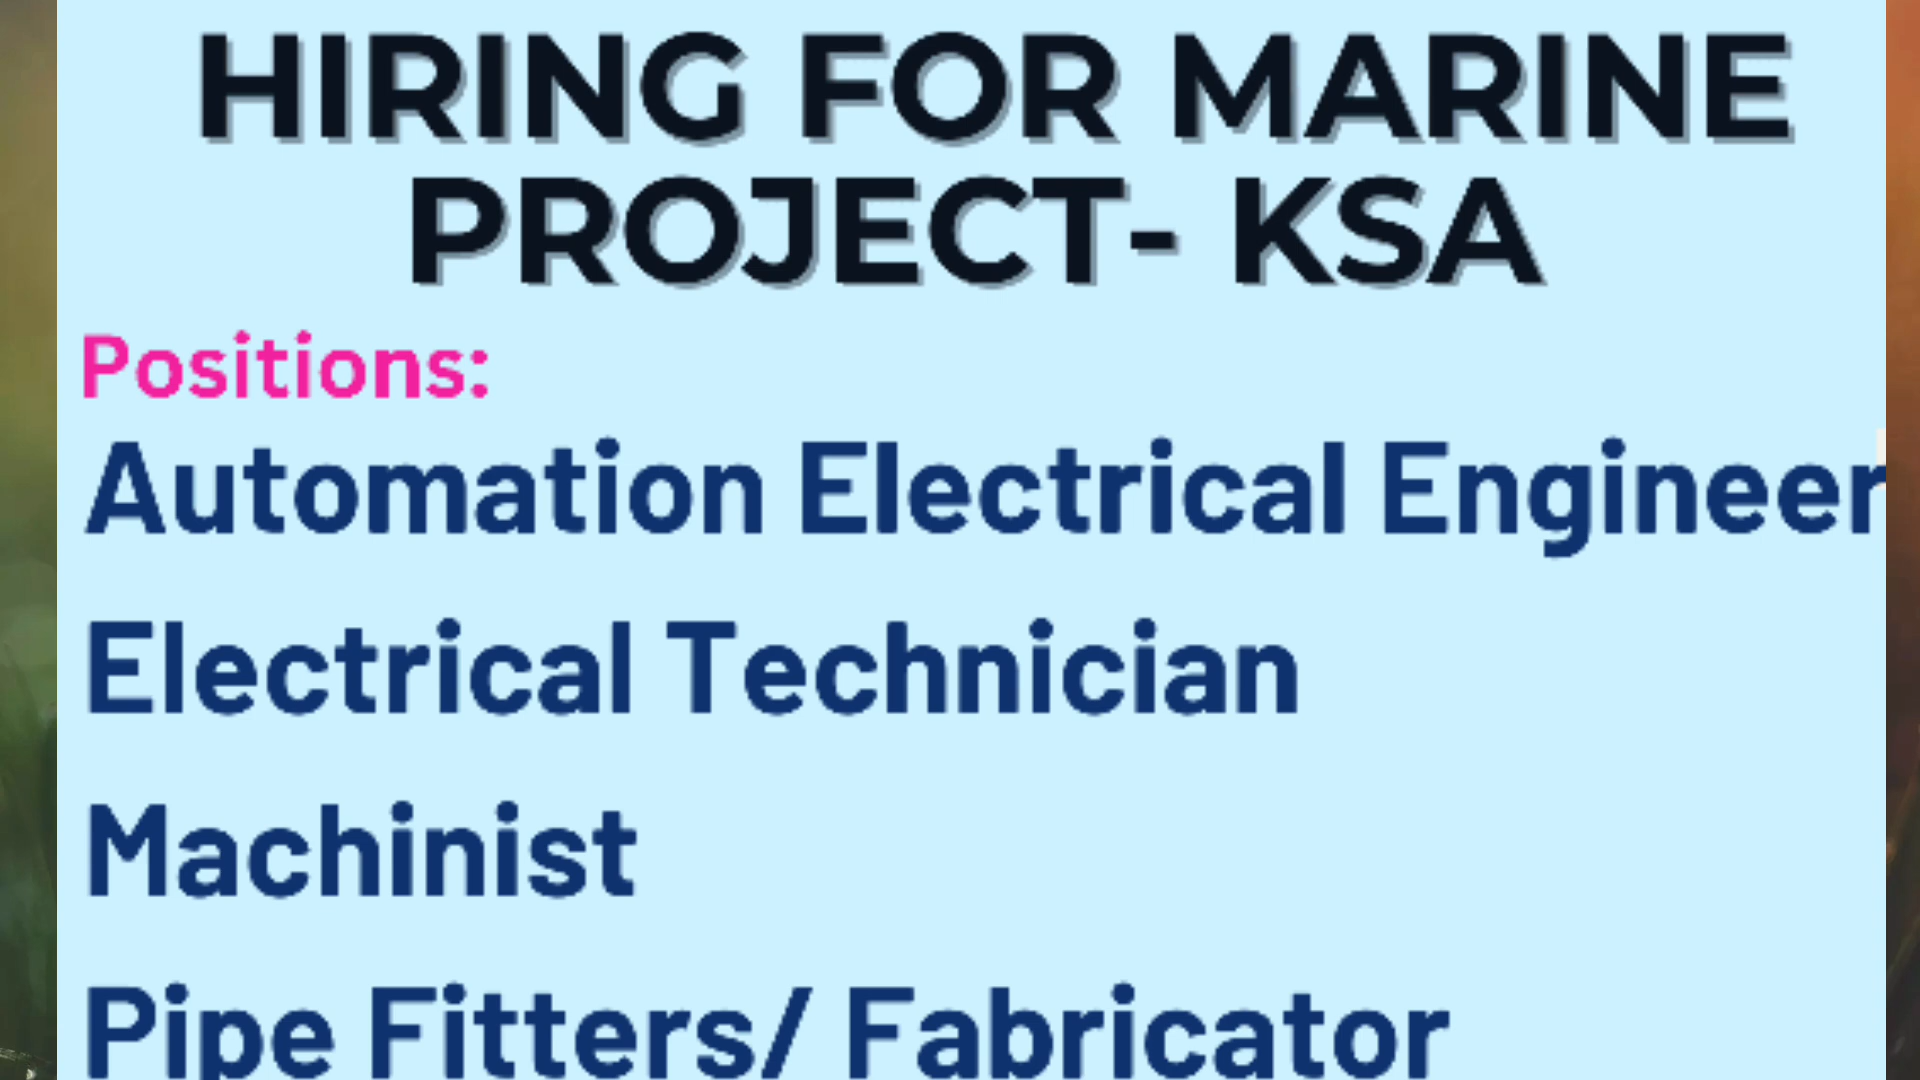 HIRING FOR MARINE
PROJECT- KSA
Positions:
Automation Electrical Engineer
Electrical Technician
Machinist
Pipe Fitters/ Fabricator